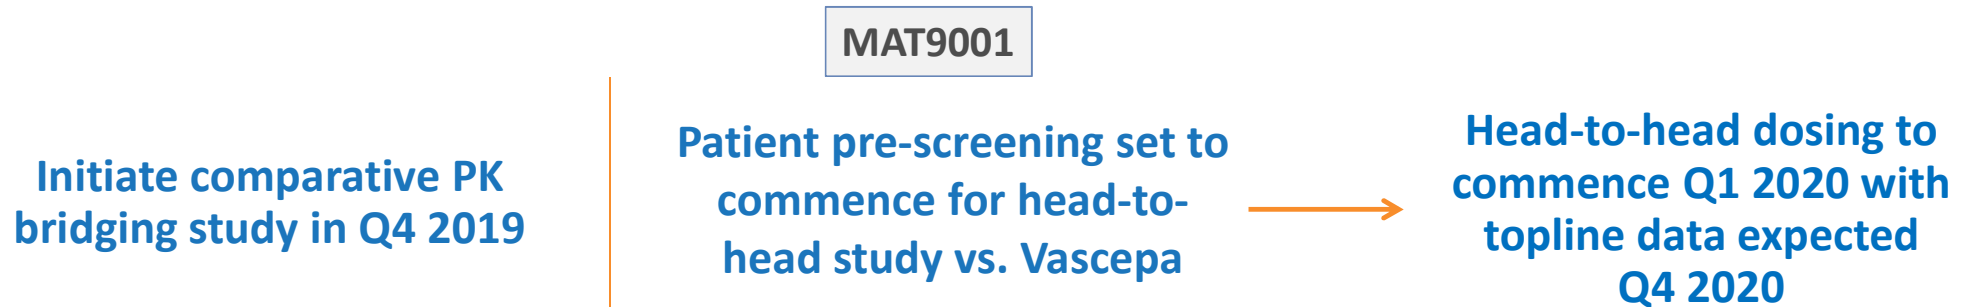 MAT9001
Initiate comparative PK
bridging study in Q4 2019
Patient pre-screening set to
commence for head-to-
head study vs. Vascepa
Head-to-head dosing to
commence Q1 2020 with
topline data expected
Q4 2020